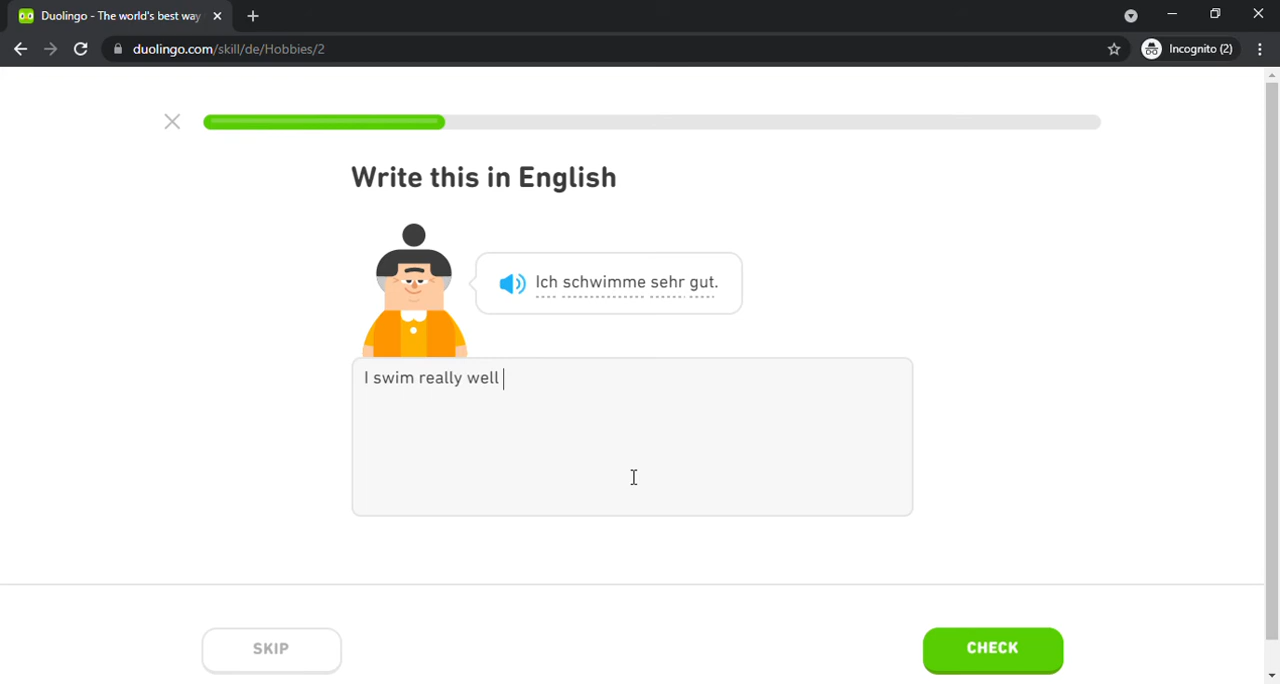 Duolingo - The world's best way
duolingo.com/skill/de/Hobbies/2
Incognito (2)
Write this in English
Ich schwimme sehr gut.
I swim really well
SKIP
CHECK